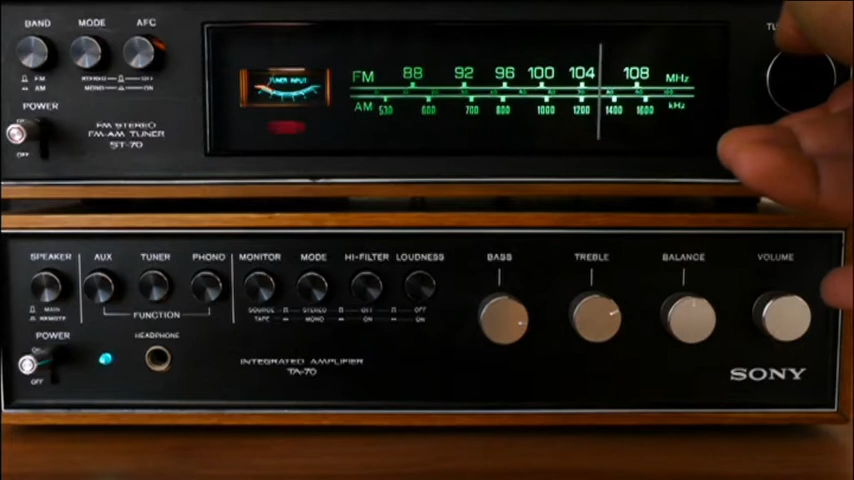 BAND MODE AFC
TUNER INPUT
FM 88 92 96 100 104 108 MHz
AM 530 600 700 800 1000 1200 1400 1600 kHz
FM
AM
STEREO
MONO
OFF
ON
POWER
OFF
FM STEREO
FM-AM TUNER
ST-70
SPEAKER AUX TUNER PHONO MONITOR MODE HI-FILTER LOUDNESS BASS TREBLE BALANCE VOLUME
MAIN
REMOTE
FUNCTION
SOURCE STEREO OFF OFF
TAPE MONO ON ON
POWER
ON
OFF
HEADPHONE
INTEGRATED AMPLIFIER
TA-70
SONY